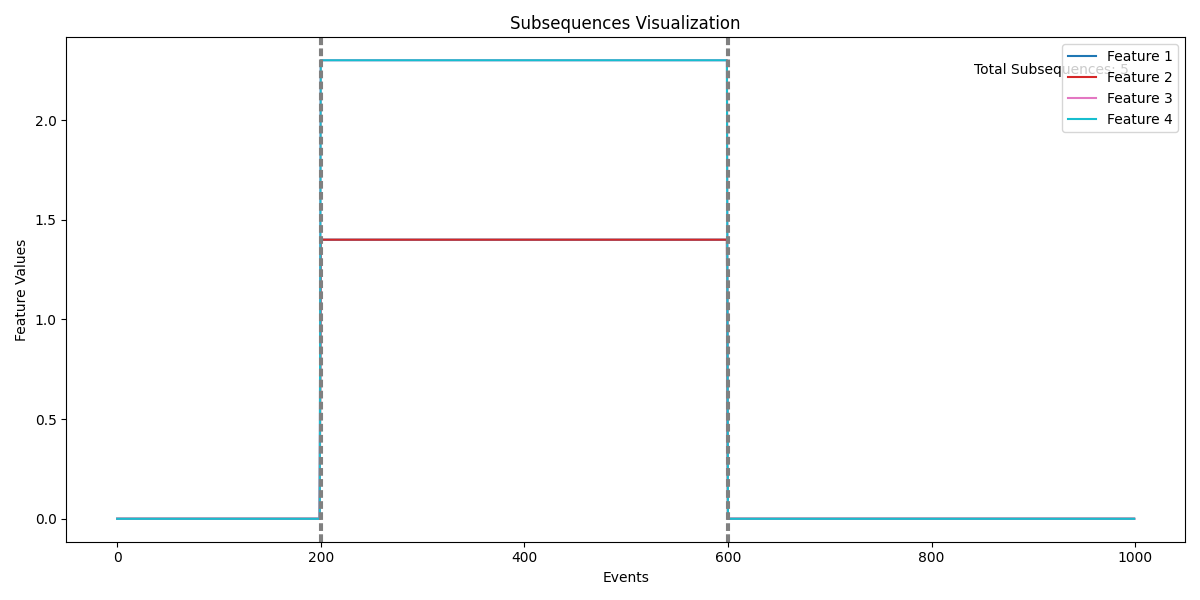 Subsequences Visualization
Total Subsequences: 5
Feature 1
Feature 2
Feature 3
Feature 4
Feature Values
2.0
1.5
1.0
0.5
0.0
0
200
400
600
800
1000
Events